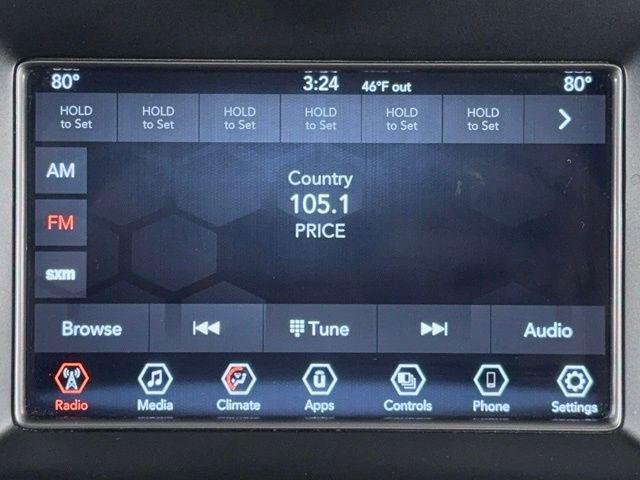 80° 3:24 46°F out 80°
HOLD to Set HOLD to Set HOLD to Set HOLD to Set HOLD to Set HOLD to Set
AM
FM
sxm
Country
105.1
PRICE
Browse Tune Audio
Radio Media Climate Apps Controls Phone Settings